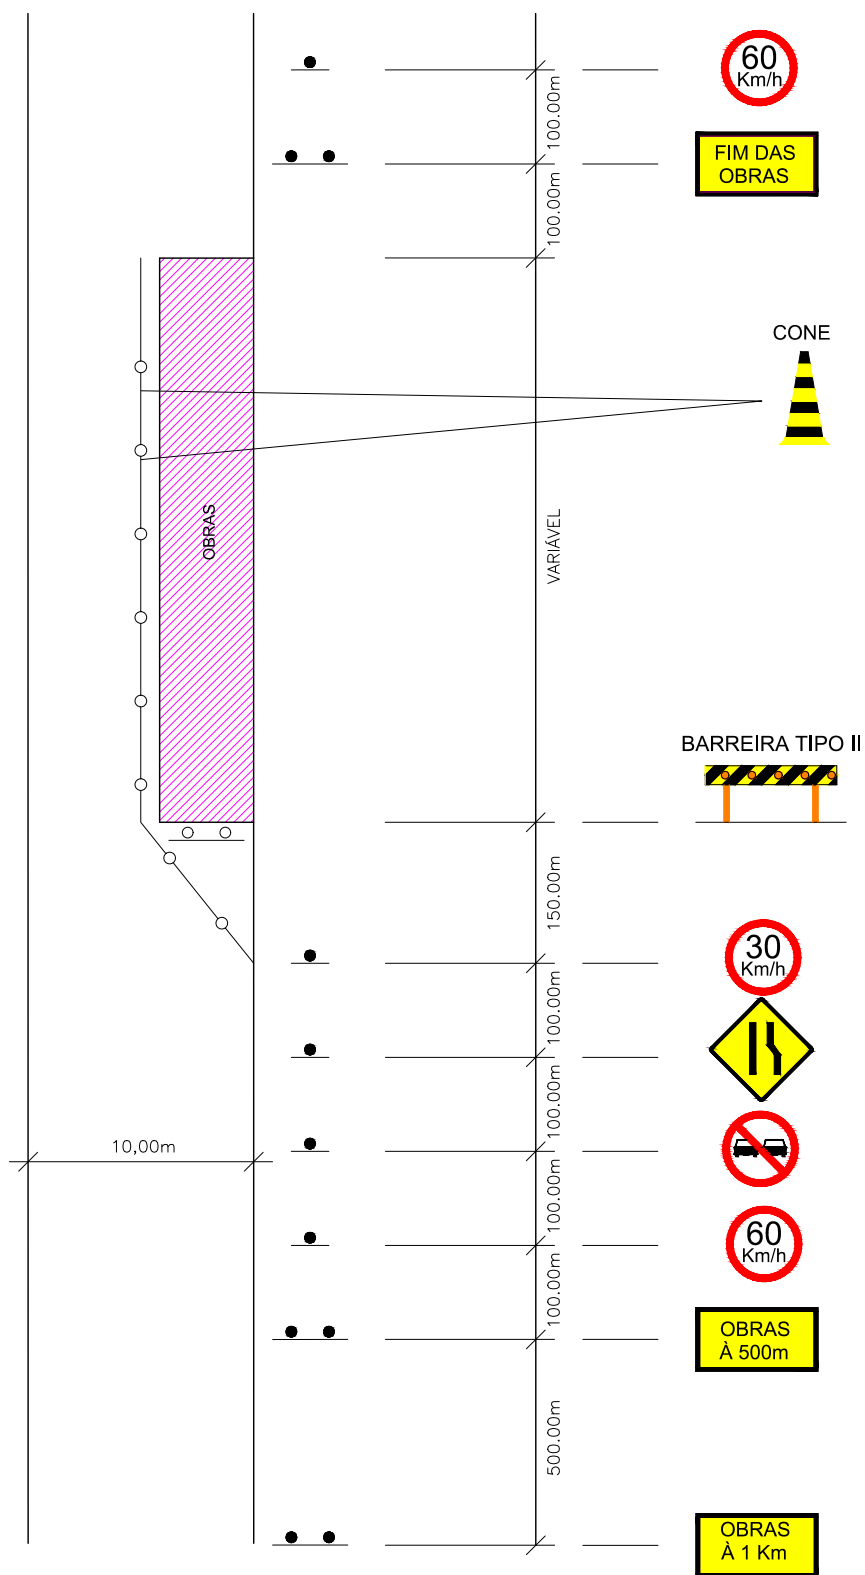 60
Km/h
100.00m
FIM DAS
OBRAS
100.00m
CONE
OBRAS
VARIÁVEL
BARREIRA TIPO II
150.00m
30
Km/h
100.00m
100.00m
10,00m
100.00m
60
Km/h
100.00m
OBRAS
À 500m
500.00m
OBRAS
À 1 Km